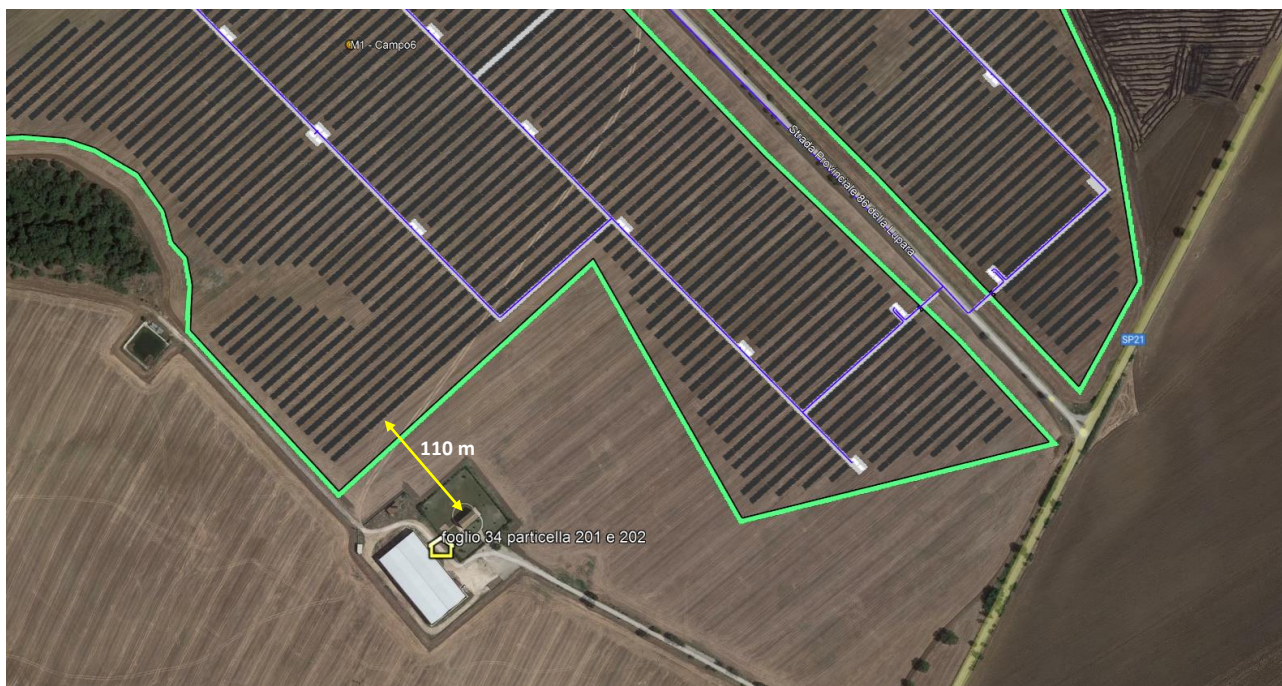 M1 - Campo6
Strada Provinciale 86 della Lupara
SP21
110 m
foglio 34 particella 201 e 202